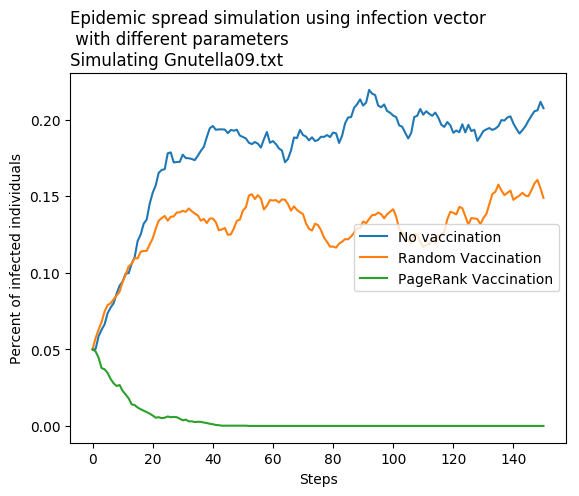 Epidemic spread simulation using infection vector
with different parameters
Simulating Gnutella09.txt
Percent of infected individuals
0.20
0.15
0.10
0.05
0.00
No vaccination
Random Vaccination
PageRank Vaccination
0 20 40 60 80 100 120 140
Steps